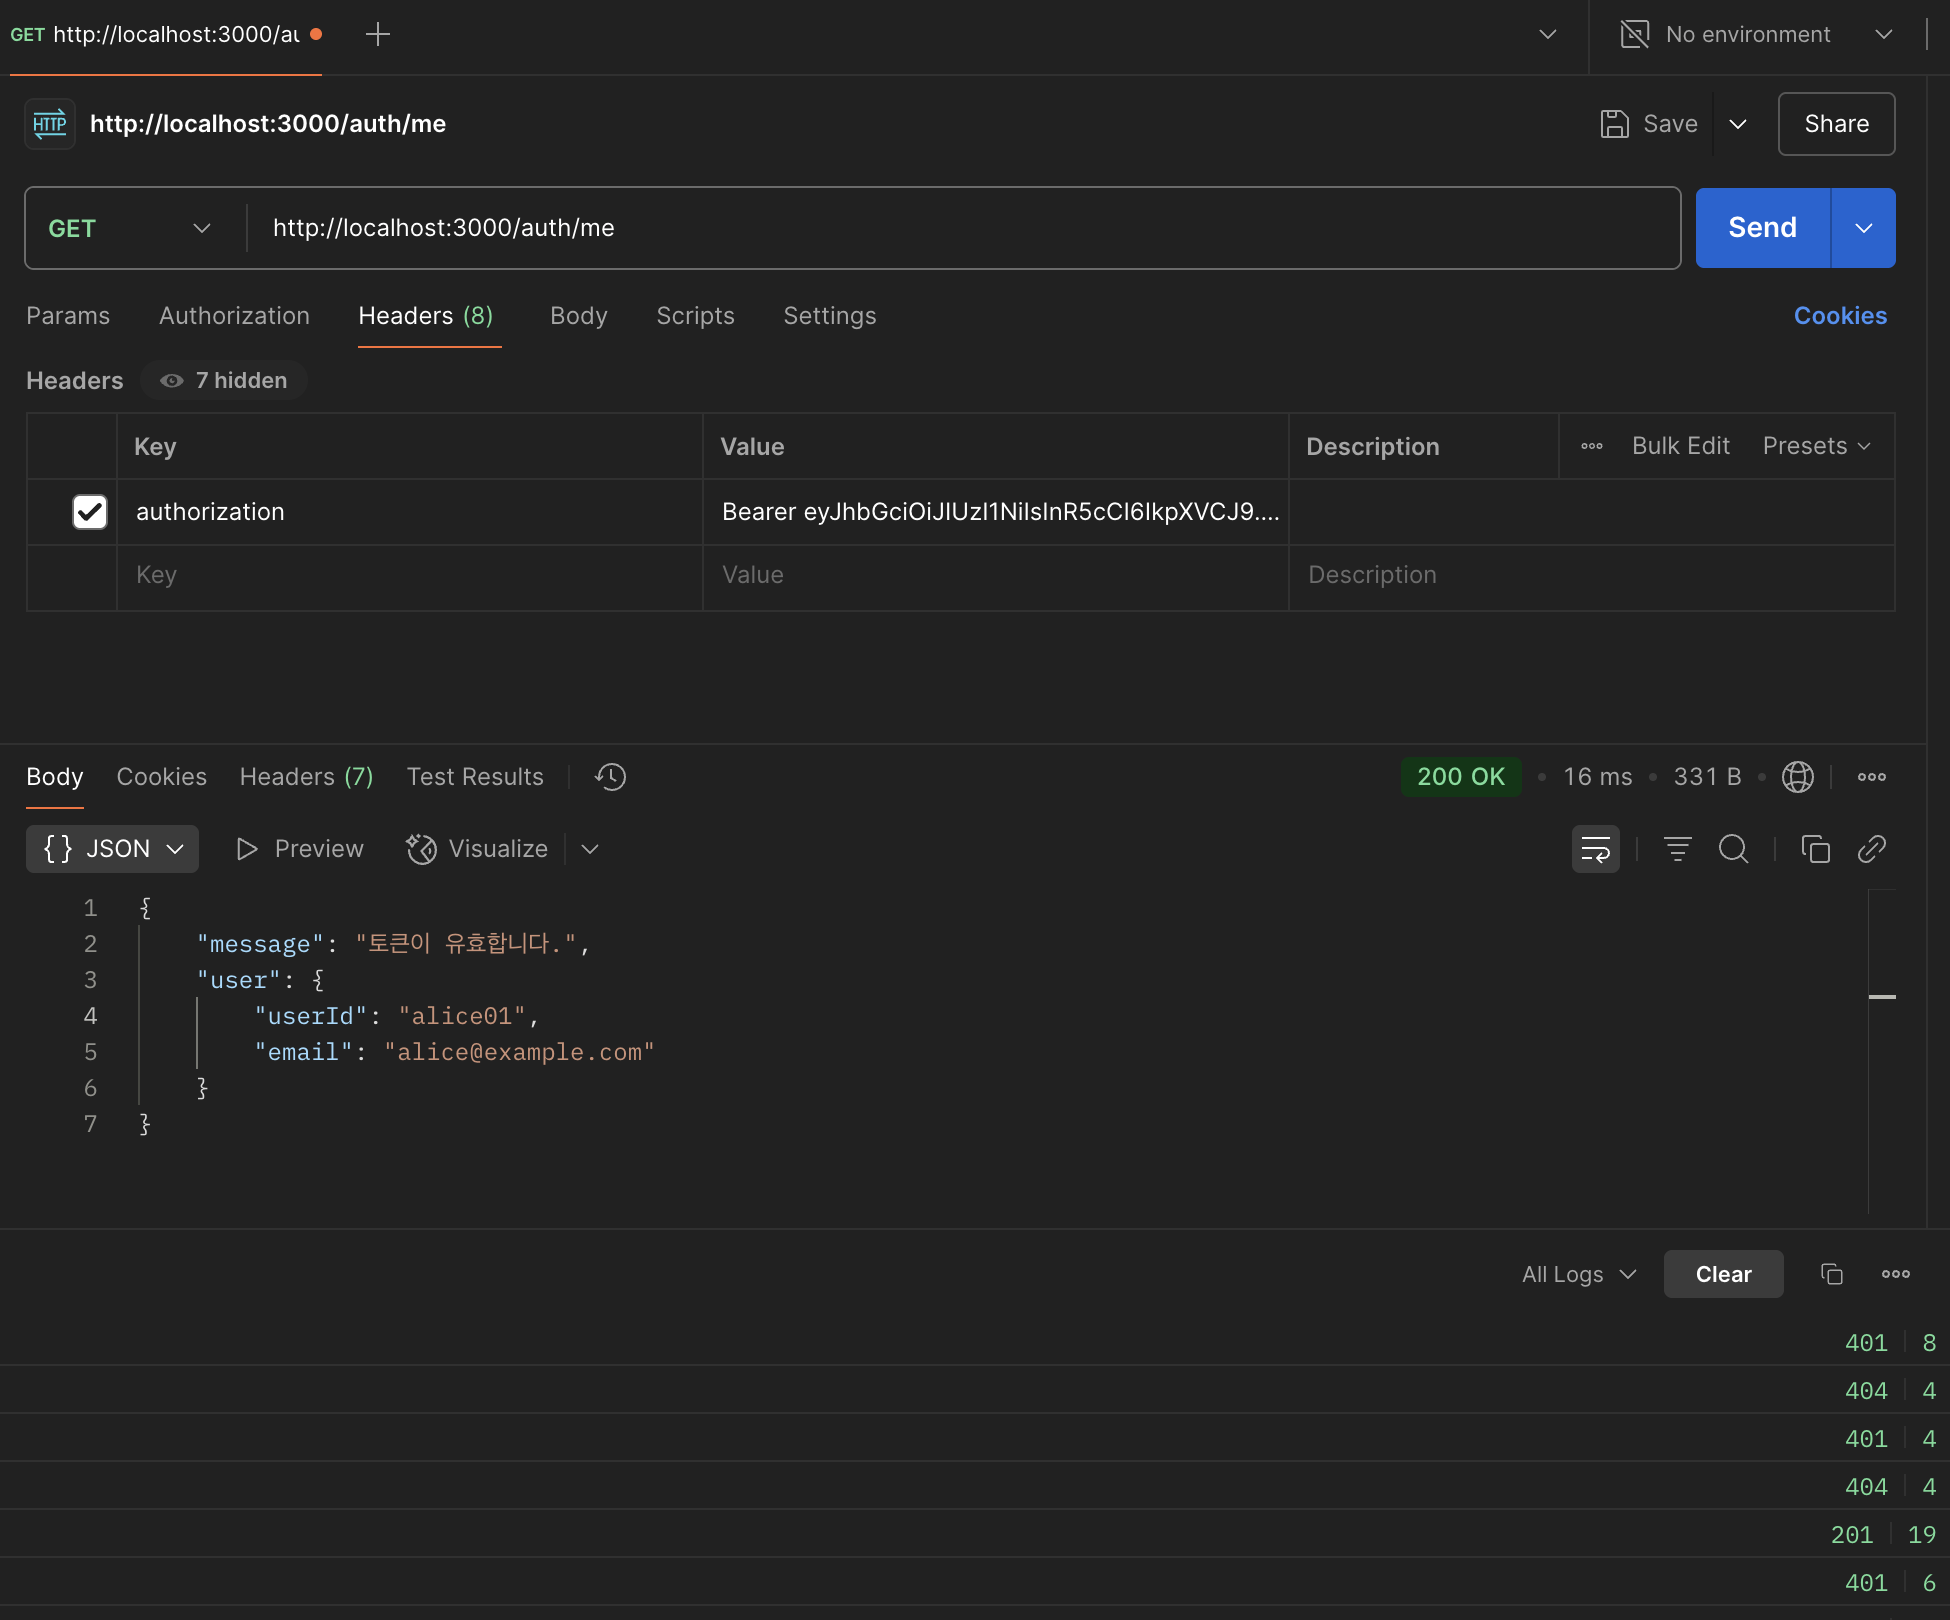 GET http://localhost:3000/au
No environment
HTTP http://localhost:3000/auth/me
Save
Share
GET http://localhost:3000/auth/me
Send
Params Authorization Headers (8) Body Scripts Settings Cookies
Headers 7 hidden
Key Value Description Bulk Edit Presets
authorization Bearer eyJhbGciOiJIUzI1NiIsInR5cCI6IkpXVCJ9....
Key Value Description
Body Cookies Headers (7) Test Results 200 OK 16 ms 331 B
{} JSON Preview Visualize
1 {
2 "message": "토큰이 유효합니다.",
3 "user": {
4 "userId": "alice01",
5 "email": "alice@example.com"
6 }
7 }
All Logs Clear
401 8
404 4
401 4
404 4
201 19
401 6